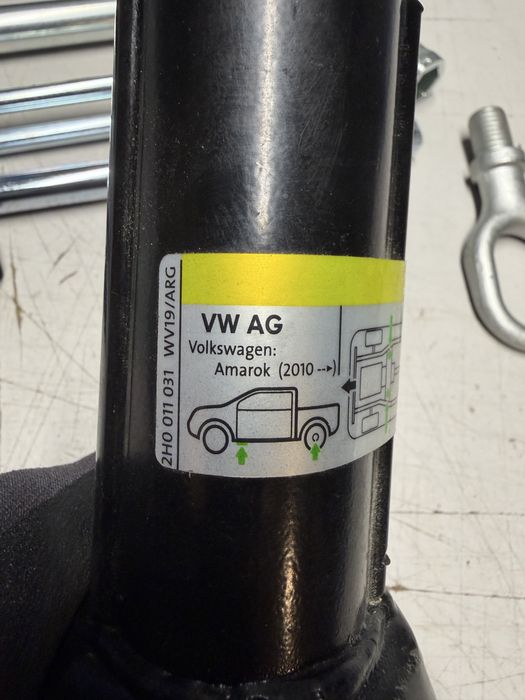 VW AG
Volkswagen:
Amarok (2010 --➔)
2H0 011 031 WV19/ARG